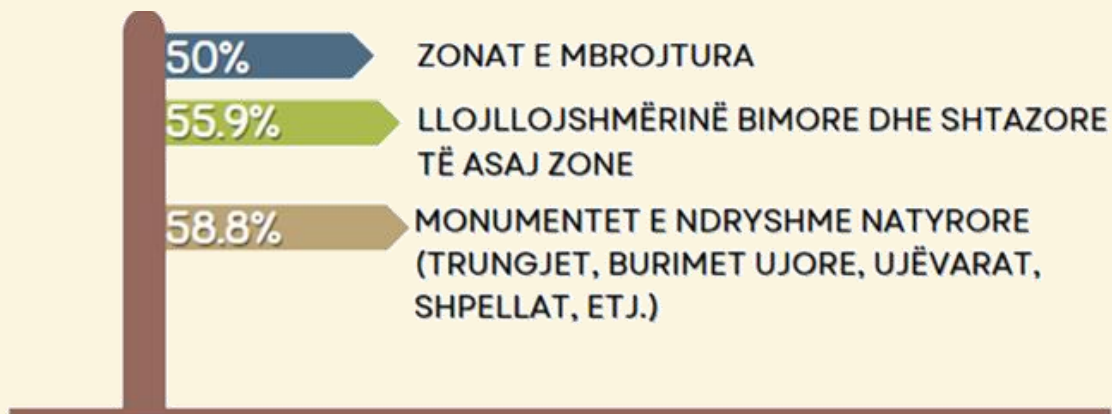 50%
ZONAT E MBROJTURA
55.9%
LLOJLLOJSHMËRINË BIMORE DHE SHTAZORE
TË ASAJ ZONE
58.8%
MONUMENTET E NDRYSHME NATYRORE
(TRUNGJET, BURIMET UJORE, UJËVARAT,
SHPELLAT, ETJ.)